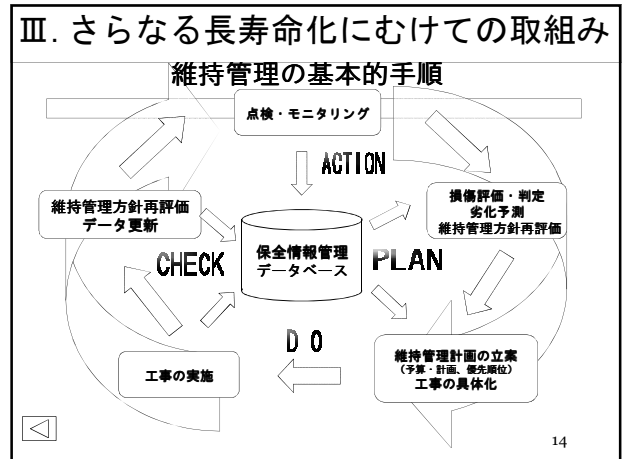 Ⅲ. さらなる長寿命化にむけての取組み
維持管理の基本的手順
点検・モニタリング
ACTION
維持管理方針再評価
データ更新
損傷評価・判定
劣化予測
維持管理方針再評価
保全情報管理
データベース
CHECK
PLAN
DO
工事の実施
維持管理計画の立案
(予算・計画、優先順位)
工事の具体化
14